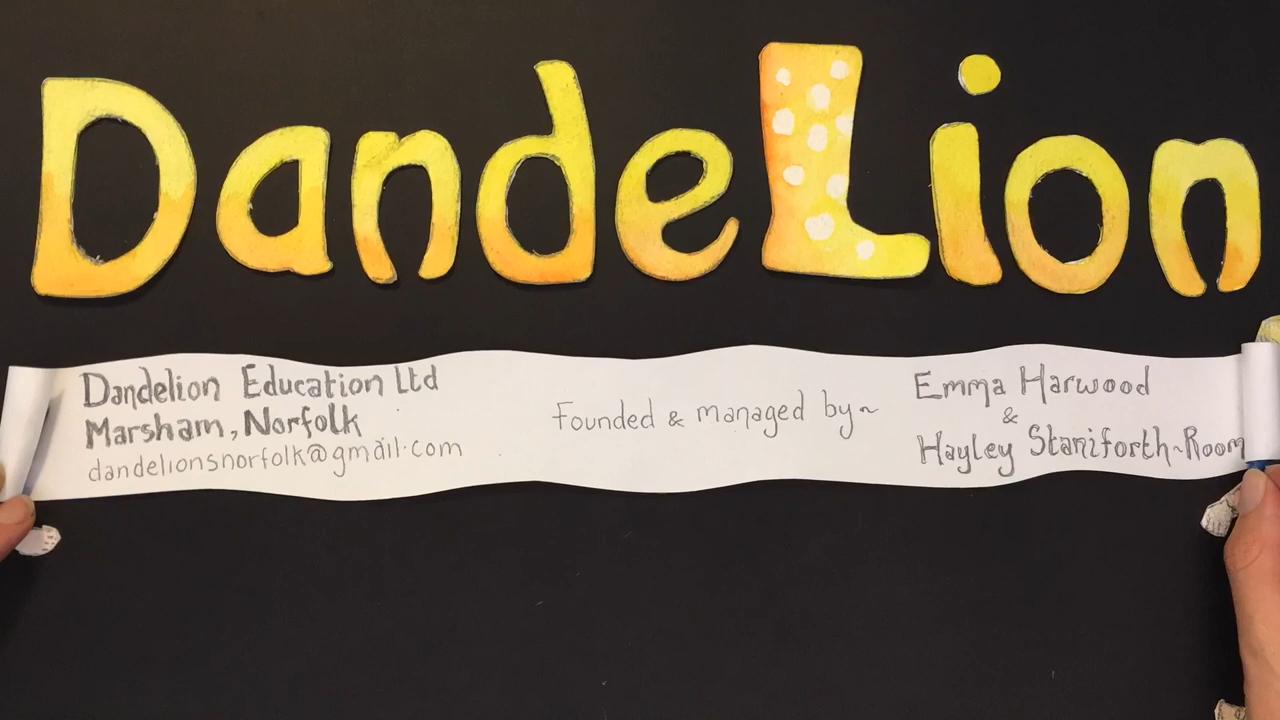 DandeLion
Dandelion Education Ltd
Marsham, Norfolk
dandelionsnorfolk@gmail.com
Founded & managed by~
Emma Harwood
&
Hayley Staniforth~Room